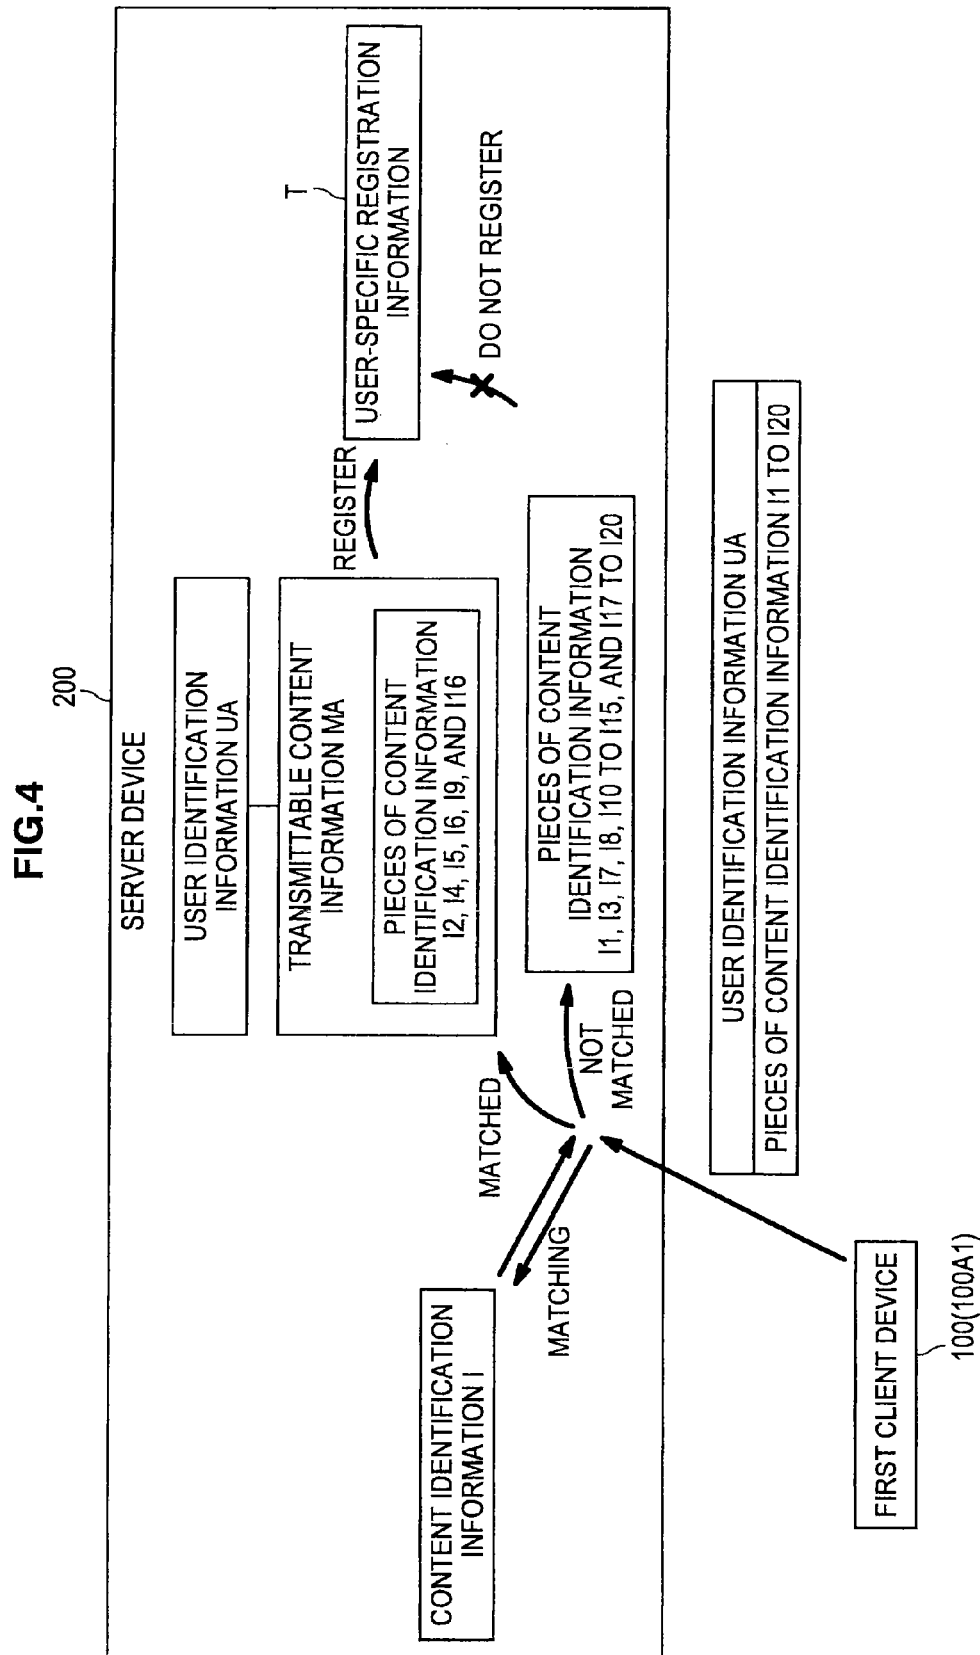 FIG.4
200
SERVER DEVICE
USER IDENTIFICATION
INFORMATION UA
TRANSMITTABLE CONTENT
INFORMATION MA
PIECES OF CONTENT
IDENTIFICATION INFORMATION
I2, I4, I5, I6, I9, AND I16
REGISTER
T
USER-SPECIFIC REGISTRATION
INFORMATION
DO NOT REGISTER
CONTENT IDENTIFICATION
INFORMATION I
MATCHING
MATCHED
NOT
MATCHED
PIECES OF CONTENT
IDENTIFICATION INFORMATION
I1, I3, I7, I8, I10 TO I15, AND I17 TO I20
USER IDENTIFICATION INFORMATION UA
PIECES OF CONTENT IDENTIFICATION INFORMATION I1 TO I20
FIRST CLIENT DEVICE
100(100A1)